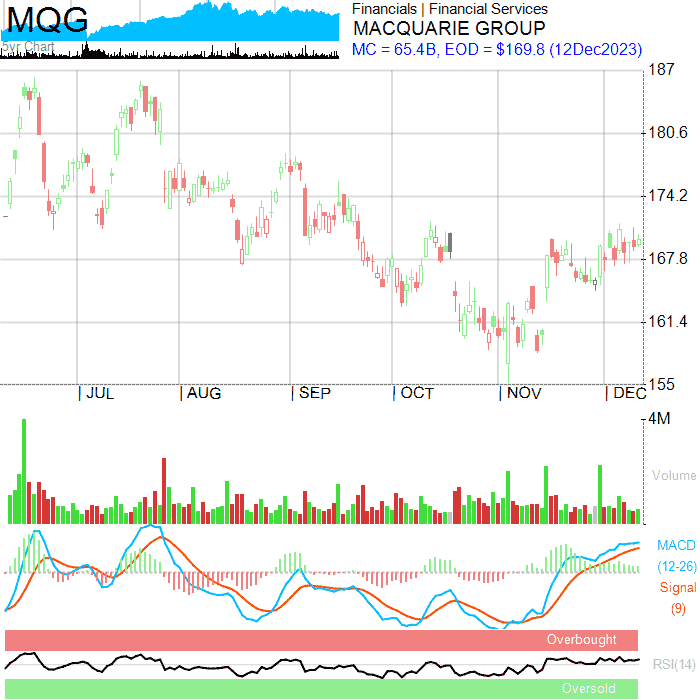 MQG
5yr Chart
Financials | Financial Services
MACQUARIE GROUP
MC = 65.4B, EOD = $169.8 (12Dec2023)
187
180.6
174.2
167.8
161.4
155
JUL AUG SEP OCT NOV DEC
4M
Volume
MACD
(12-26)
Signal
(9)
Overbought
RSI(14)
Oversold